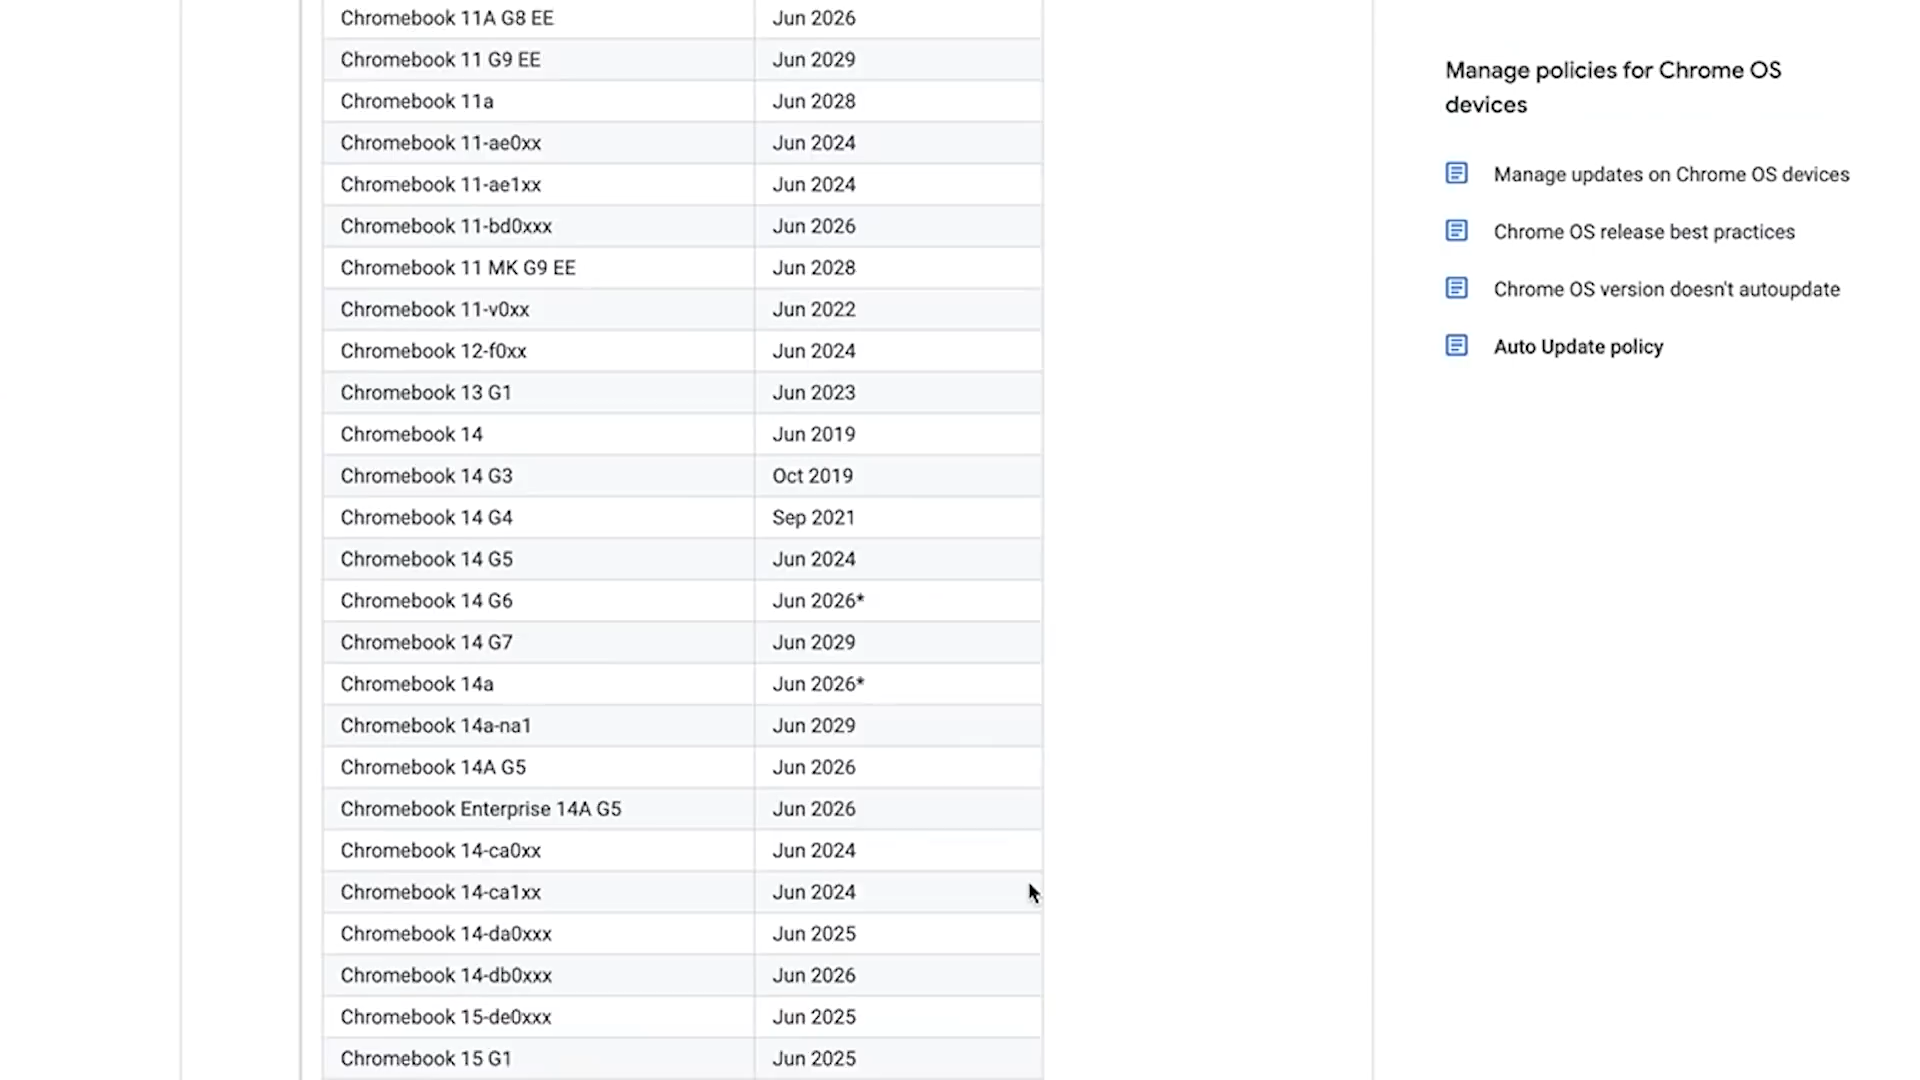 Chromebook 11A G8 EE Jun 2026
Chromebook 11 G9 EE Jun 2029
Chromebook 11a Jun 2028
Chromebook 11-ae0xx Jun 2024
Chromebook 11-ae1xx Jun 2024
Chromebook 11-bd0xxx Jun 2026
Chromebook 11 MK G9 EE Jun 2028
Chromebook 11-v0xx Jun 2022
Chromebook 12-f0xx Jun 2024
Chromebook 13 G1 Jun 2023
Chromebook 14 Jun 2019
Chromebook 14 G3 Oct 2019
Chromebook 14 G4 Sep 2021
Chromebook 14 G5 Jun 2024
Chromebook 14 G6 Jun 2026*
Chromebook 14 G7 Jun 2029
Chromebook 14a Jun 2026*
Chromebook 14a-na1 Jun 2029
Chromebook 14A G5 Jun 2026
Chromebook Enterprise 14A G5 Jun 2026
Chromebook 14-ca0xx Jun 2024
Chromebook 14-ca1xx Jun 2024
Chromebook 14-da0xxx Jun 2025
Chromebook 14-db0xxx Jun 2026
Chromebook 15-de0xxx Jun 2025
Chromebook 15 G1 Jun 2025
Manage policies for Chrome OS
devices
Manage updates on Chrome OS devices
Chrome OS release best practices
Chrome OS version doesn't autoupdate
Auto Update policy